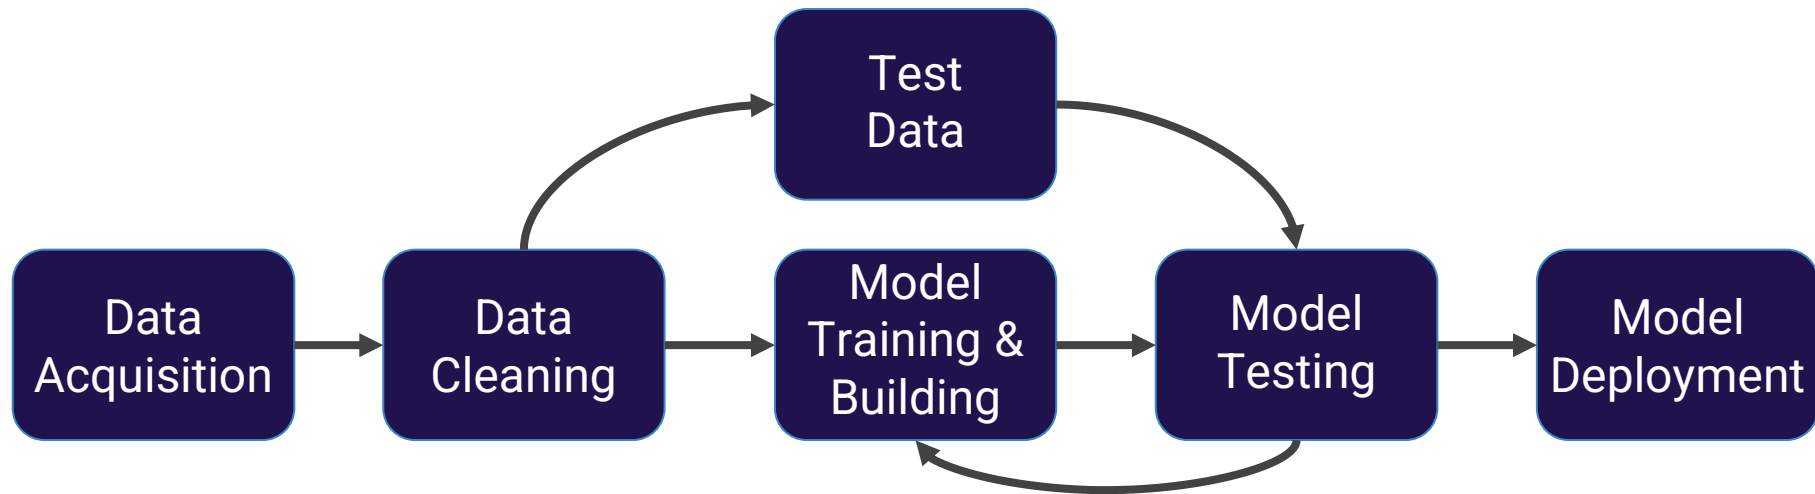 Test
Data
Data
Acquisition
Data
Cleaning
Model
Training &
Building
Model
Testing
Model
Deployment